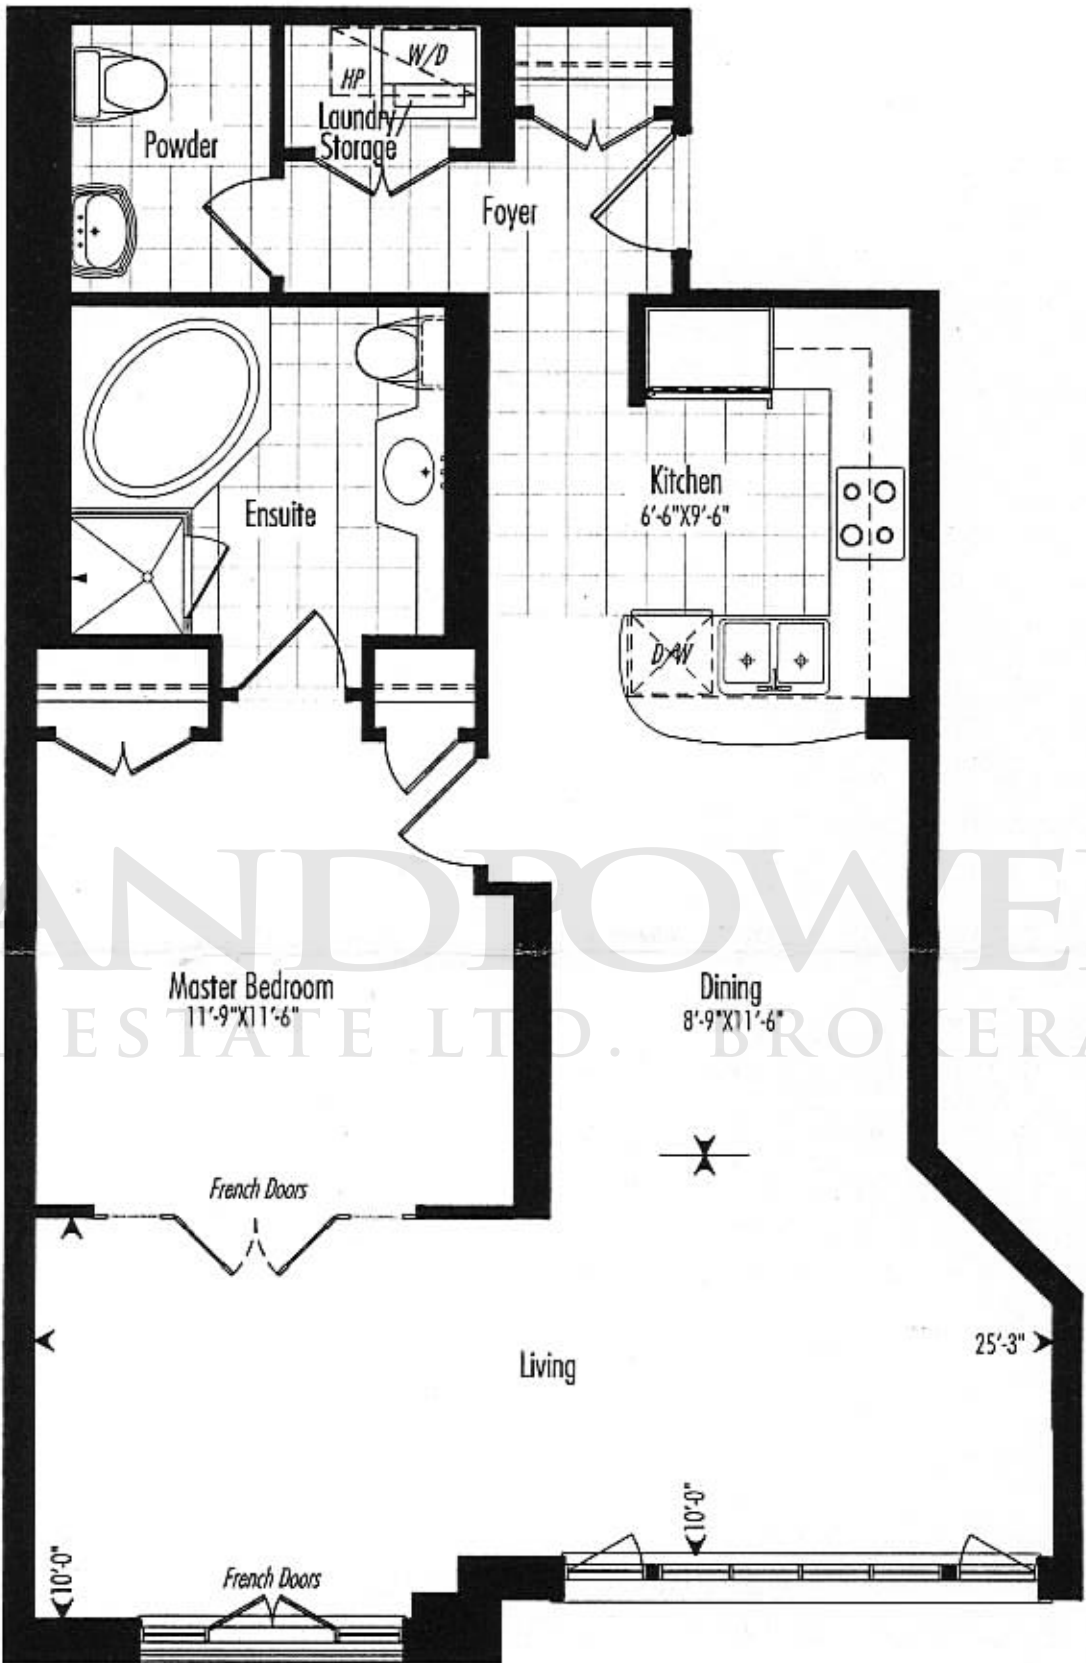 W/D
HP
Laundry
Storage
Powder
Foyer
Kitchen
6'-6"X9'-6"
Ensuite
D/W
ANDPOWE
Master Bedroom
11'-9"X11'-6"
Dining
8'-9"X11'-6"
ESTATE LTD. BROKERA
French Doors
25'-3"
Living
10'-0"
10'-0"
French Doors